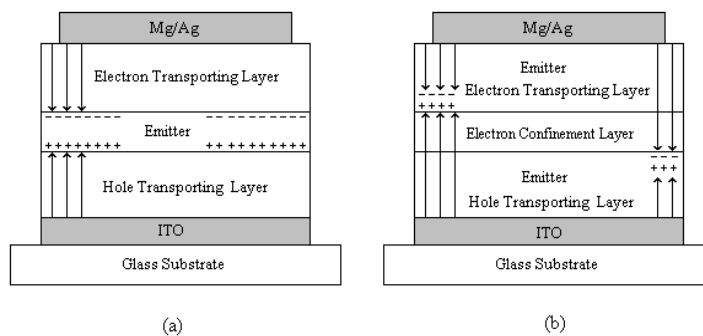 Mg/Ag
Electron Transporting Layer
− − − − − − − − − − − − − − − −
Emitter
+ + + + + + + + + + + + + + + + +
Hole Transporting Layer
ITO
Glass Substrate
(a)
Mg/Ag
Emitter
Electron Transporting Layer
− − − −
+ + + +
Electron Confinement Layer
− − −
+ + +
Emitter
Hole Transporting Layer
ITO
Glass Substrate
(b)